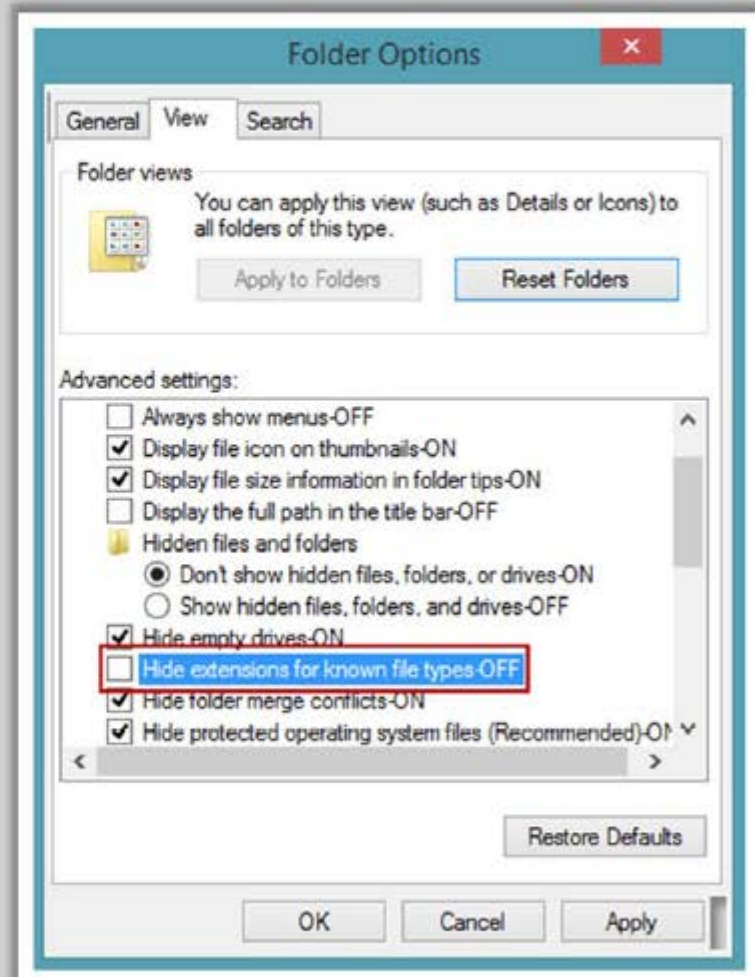 Folder Options
General View Search
Folder views
You can apply this view (such as Details or Icons) to
all folders of this type.
Apply to Folders Reset Folders
Advanced settings:
Always show menus-OFF
Display file icon on thumbnails-ON
Display file size information in folder tips-ON
Display the full path in the title bar-OFF
Hidden files and folders
Don't show hidden files, folders, or drives-ON
Show hidden files, folders, and drives-OFF
Hide empty drives-ON
Hide extensions for known file types-OFF
Hide folder merge conflicts-ON
Hide protected operating system files (Recommended)-O
Restore Defaults
OK Cancel Apply